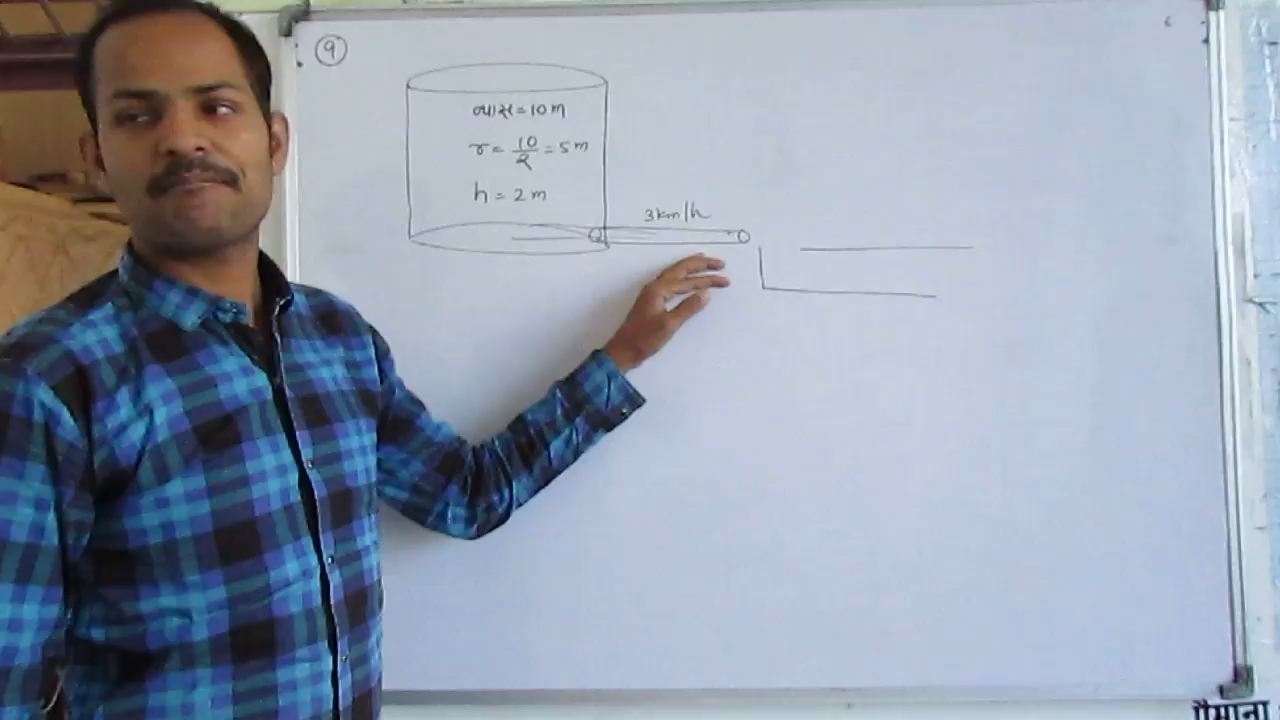 9
व्यास = 10 m
r = 10/2 = 5 m
h = 2 m
3 km/h
पैमाना